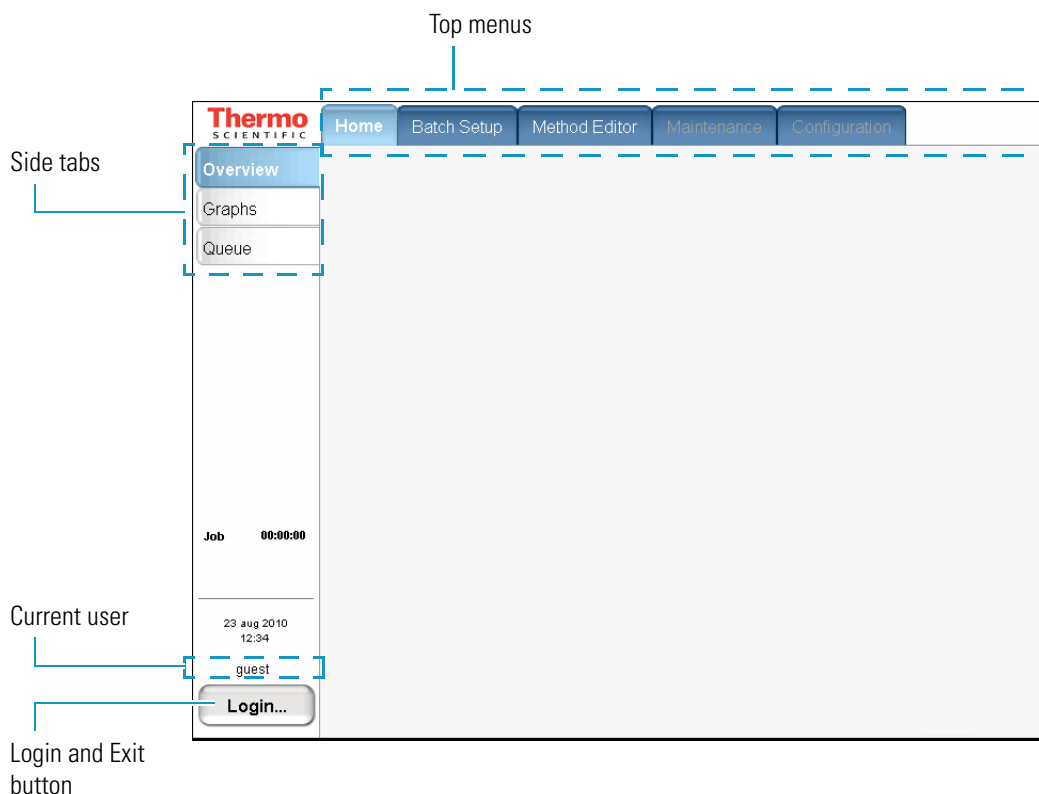 Top menus
Thermo
SCIENTIFIC
Home Batch Setup Method Editor Maintenance Configuration
Side tabs
Overview
Graphs
Queue
Job 00:00:00
Current user
23 aug 2010
12:34
guest
Login...
Login and Exit
button